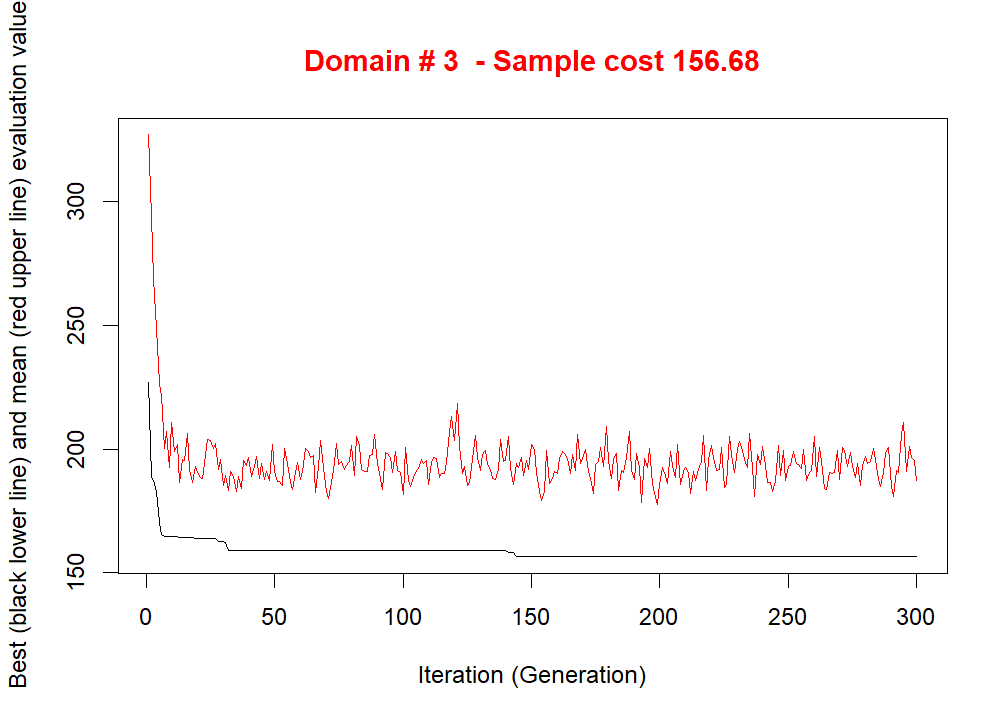 Domain # 3  - Sample cost 156.68
Best (black lower line) and mean (red upper line) evaluation value
300
250
200
150
0 50 100 150 200 250 300
Iteration (Generation)